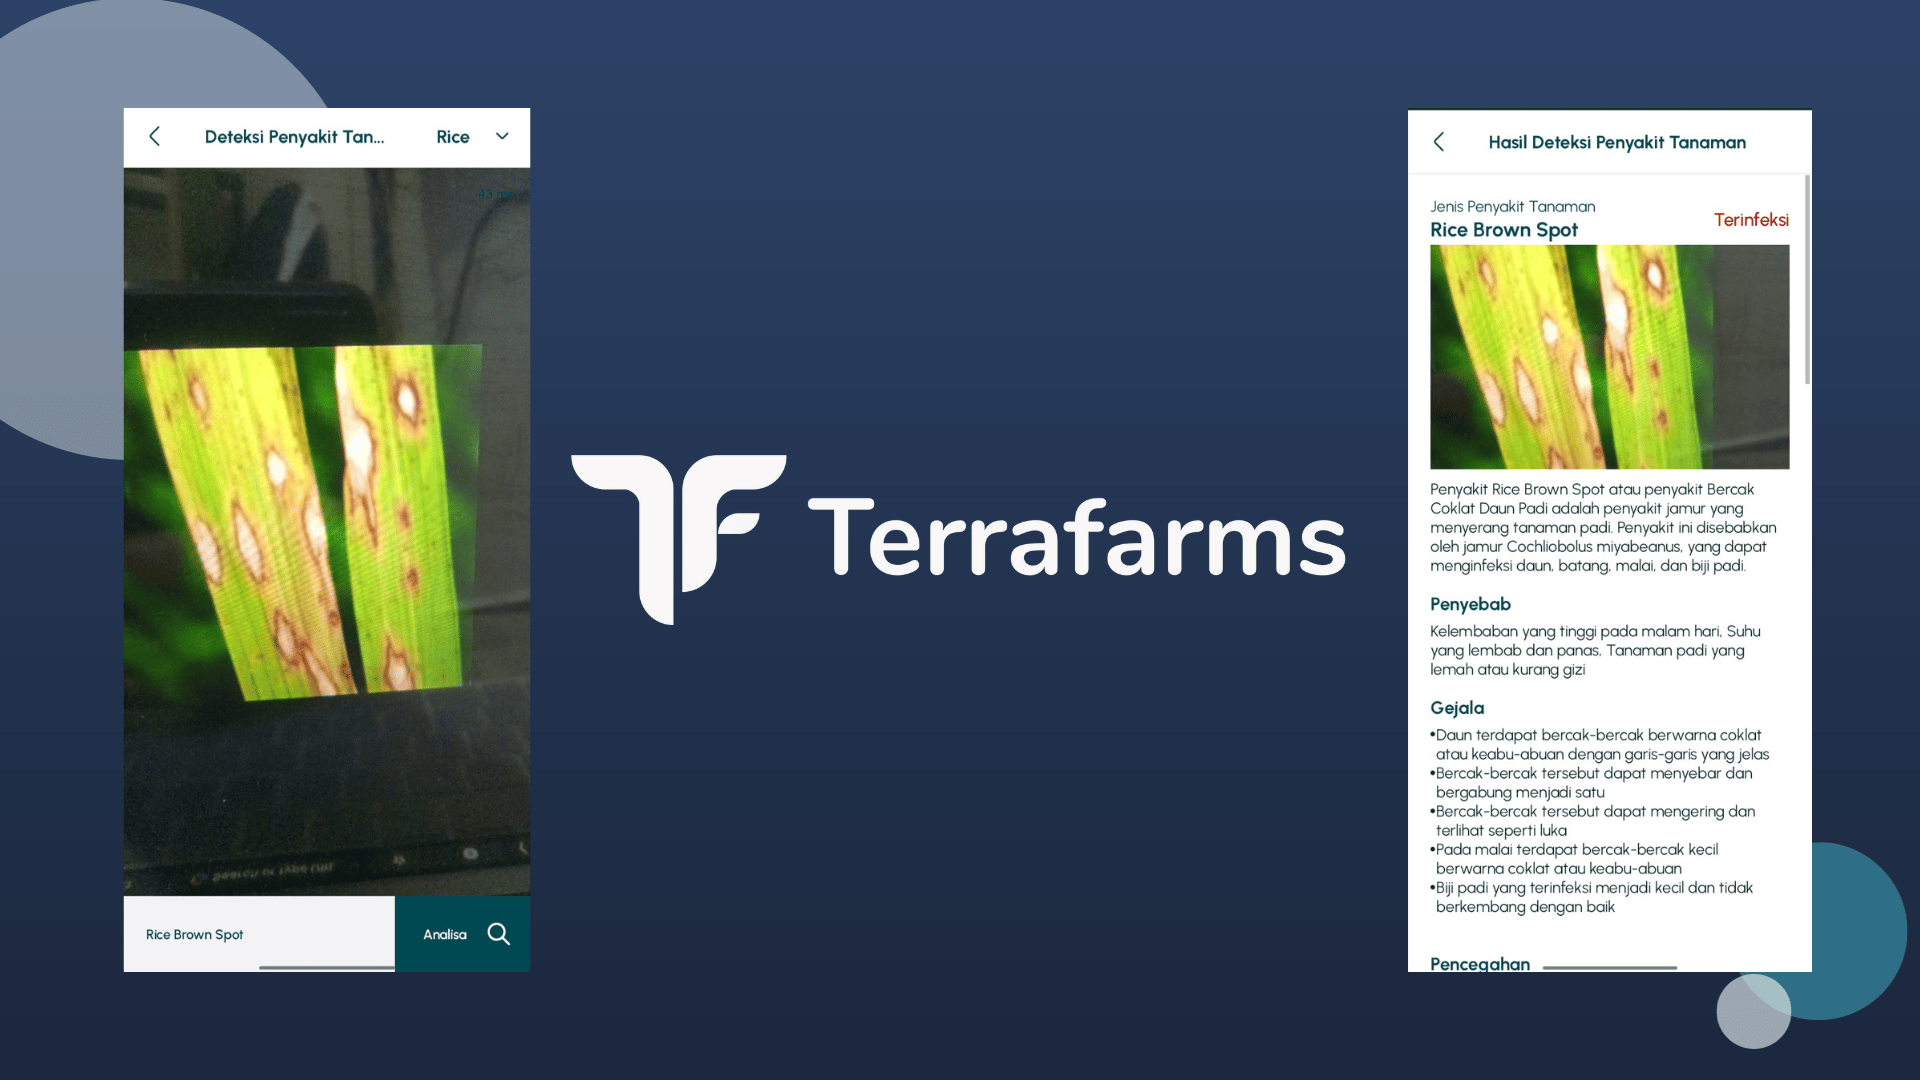 Deteksi Penyakit Tan...
Rice
Rice Brown Spot
Analisa
Terrafarms
Hasil Deteksi Penyakit Tanaman
Jenis Penyakit Tanaman
Rice Brown Spot
Terinfeksi
Penyakit Rice Brown Spot atau penyakit Bercak
Coklat Daun Padi adalah penyakit jamur yang
menyerang tanaman padi. Penyakit ini disebabkan
oleh jamur Cochliobolus miyabeanus, yang dapat
menginfeksi daun, batang, malai, dan biji padi.
Penyebab
Kelembaban yang tinggi pada malam hari, Suhu
yang lembab dan panas, Tanaman padi yang
lemah atau kurang gizi
Gejala
•Daun terdapat bercak-bercak berwarna coklat
atau keabu-abuan dengan garis-garis yang jelas
•Bercak-bercak tersebut dapat menyebar dan
bergabung menjadi satu
•Bercak-bercak tersebut dapat mengering dan
terlihat seperti luka
•Pada malai terdapat bercak-bercak kecil
berwarna coklat atau keabu-abuan
•Biji padi yang terinfeksi menjadi kecil dan tidak
berkembang dengan baik
Pencegahan